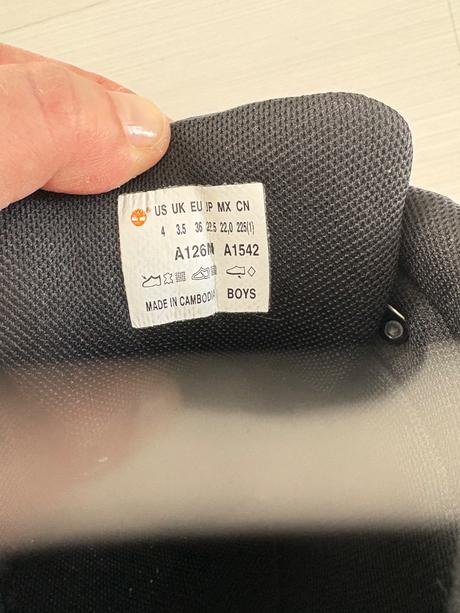 US UK EU JP MX CN
4 3.5 36 22.5 22,0 225(1)
A126M A1542
MADE IN CAMBODIA BOYS